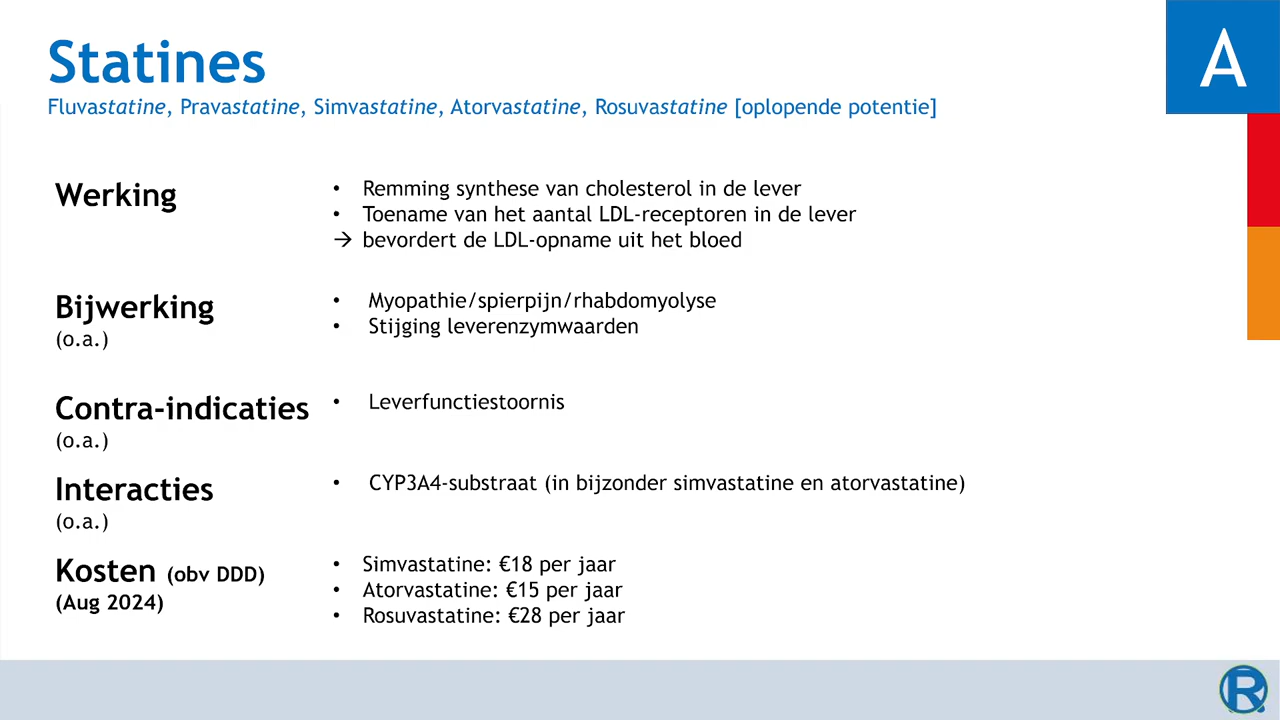 Statines
Fluvastatine, Pravastatine, Simvastatine, Atorvastatine, Rosuvastatine [oplopende potentie]
A
Werking
• Remming synthese van cholesterol in de lever
• Toename van het aantal LDL-receptoren in de lever
→ bevordert de LDL-opname uit het bloed
Bijwerking
(o.a.)
• Myopathie/spierpijn/rhabdomyolyse
• Stijging leverenzymwaarden
Contra-indicaties
(o.a.)
• Leverfunctiestoornis
Interacties
(o.a.)
• CYP3A4-substraat (in bijzonder simvastatine en atorvastatine)
Kosten (obv DDD)
(Aug 2024)
• Simvastatine: €18 per jaar
• Atorvastatine: €15 per jaar
• Rosuvastatine: €28 per jaar
R